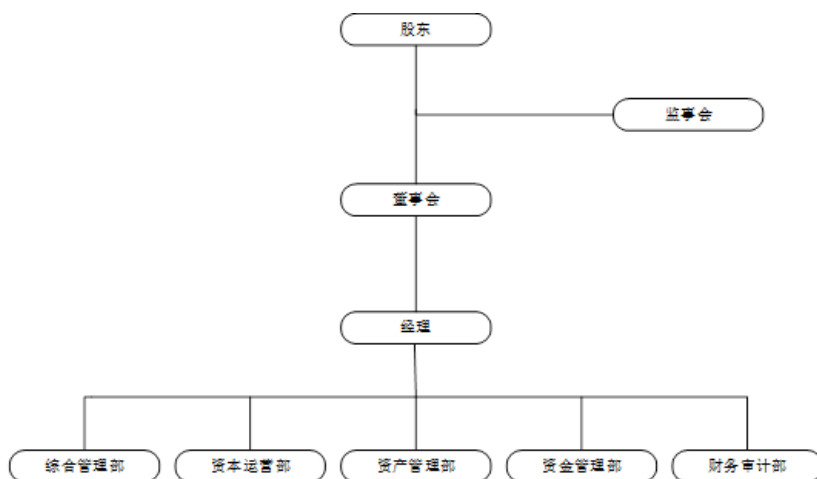 股东
监事会
董事会
经理
综合管理部
资本运营部
资产管理部
资金管理部
财务审计部